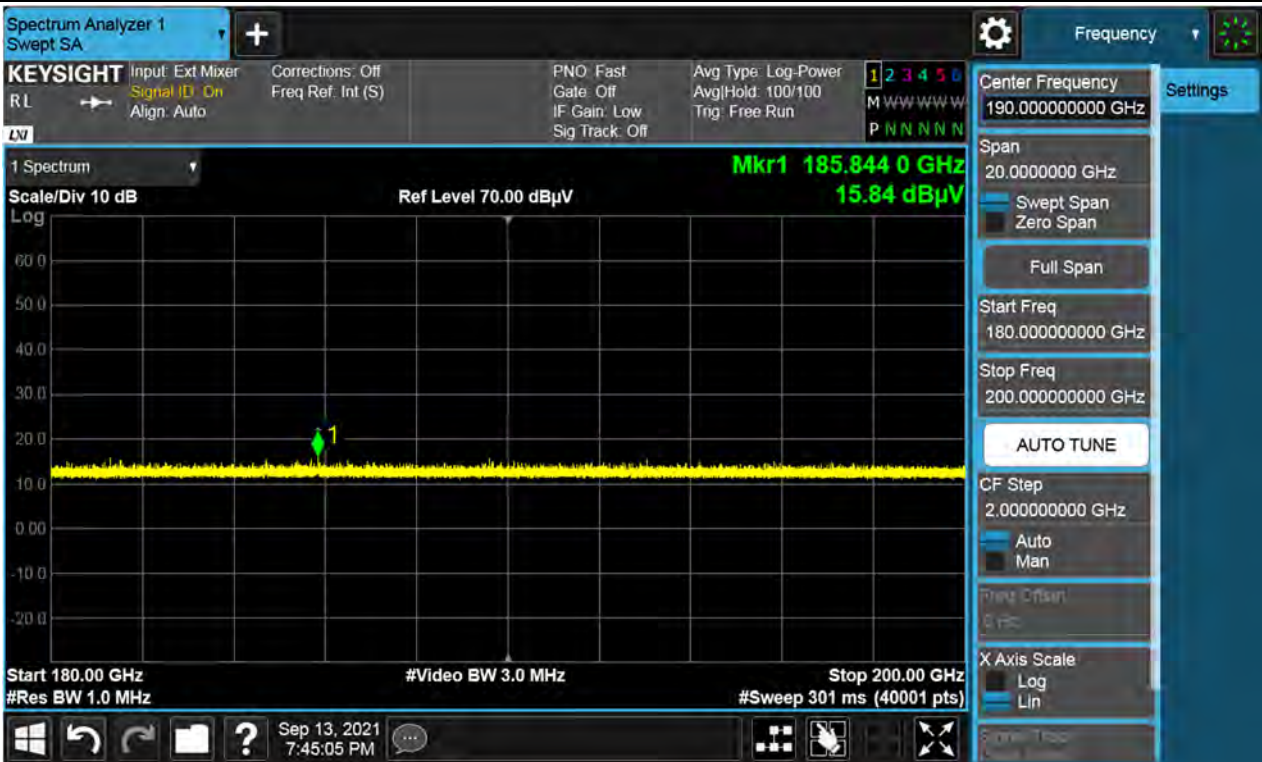 Spectrum Analyzer 1
Swept SA
+
Frequency
KEYSIGHT
RL
LXI
Input: Ext Mixer
Signal ID: On
Align: Auto
Corrections: Off
Freq Ref: Int (S)
PNO: Fast
Gate: Off
IF Gain: Low
Sig Track: Off
Avg Type: Log-Power
Avg|Hold: 100/100
Trig: Free Run
1 2 3 4 5 6
M W W W W W
P N N N N N
1 Spectrum
Scale/Div 10 dB
Ref Level 70.00 dBµV
Mkr1 185.844 0 GHz
15.84 dBµV
Log
60.0
50.0
40.0
30.0
20.0
10.0
0.00
-10.0
-20.0
1
Start 180.00 GHz
#Video BW 3.0 MHz
Stop 200.00 GHz
#Res BW 1.0 MHz
#Sweep 301 ms (40001 pts)
?
Sep 13, 2021
7:45:05 PM
Center Frequency
190.000000000 GHz
Settings
Span
20.0000000 GHz
Swept Span
Zero Span
Full Span
Start Freq
180.000000000 GHz
Stop Freq
200.000000000 GHz
AUTO TUNE
CF Step
2.000000000 GHz
Auto
Man
Freq Offset
0 Hz
X Axis Scale
Log
Lin